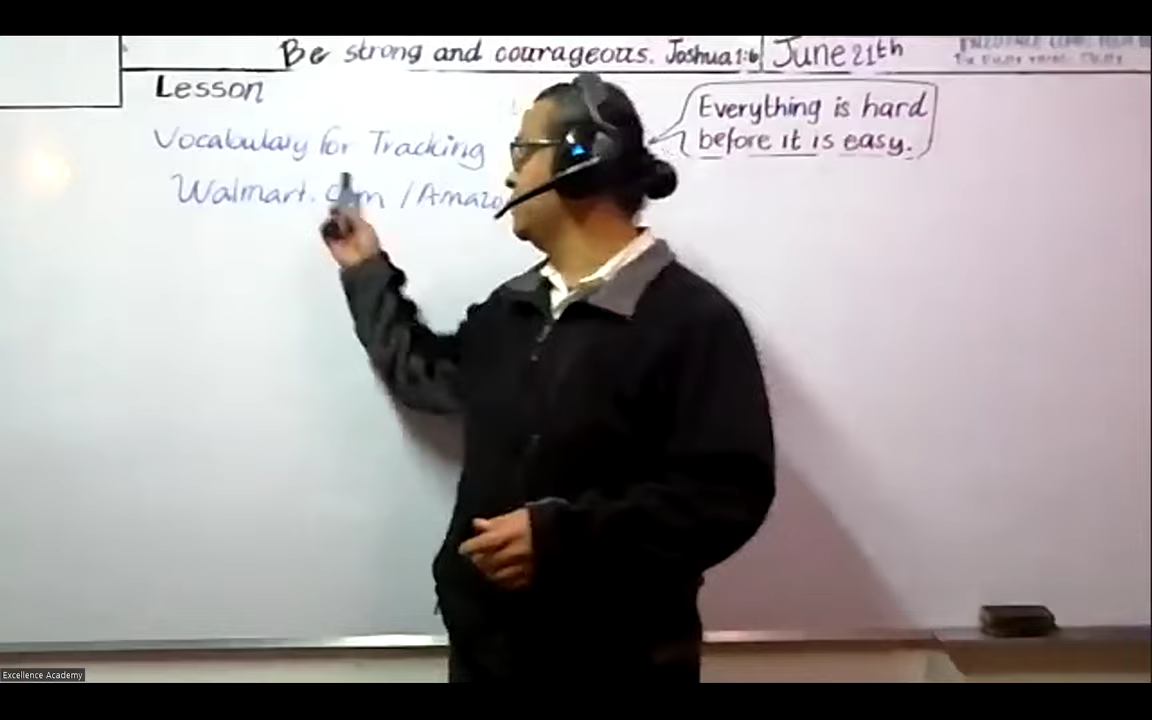 Be strong and courageous. Joshua 1:6 June 21th
Lesson
Everything is hard
before it is easy.
Vocabulary for Tracking
Walmart.com / Amazo
Excellence Academy